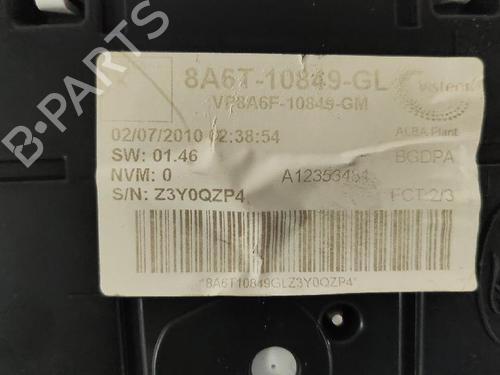 B-PARTS
8A6T-10849-GL
Visteon
VP8A6F-10849-GM
02/07/2010 02:38:54
ALBA Plant
SW: 01.46
BGDPA
NVM: 0
S/N: Z3Y0QZP4
FCT-2/3
*8A6T10849GLZ3Y0QZP4*